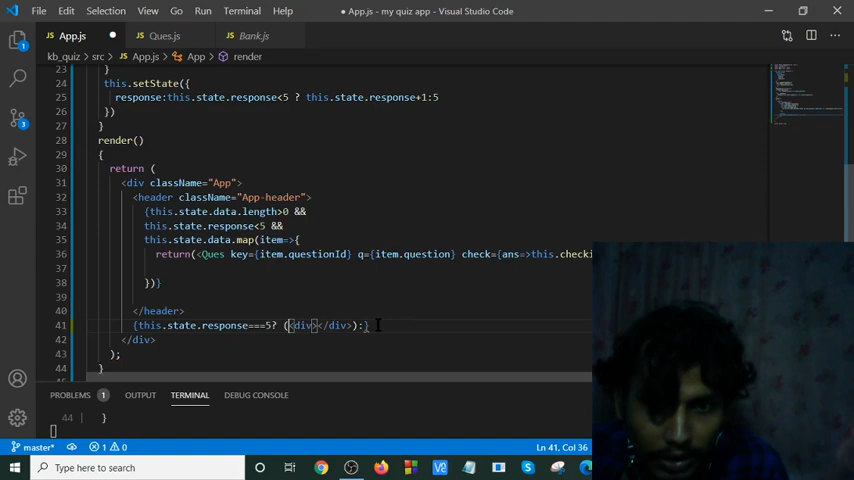 File Edit Selection View Go Run Terminal Help ● App.js - my quiz app - Visual Studio Code
App.js ● Ques.js Bank.js
kb_quiz > src > App.js > App > render
23 }
24 this.setState({
25 response:this.state.response<5 ? this.state.response+1:5
26 })
27 }
28 render()
29 {
30 return (
31 <div className="App">
32 <header className="App-header">
33 {this.state.data.length>0 &&
34 this.state.response<5 &&
35 this.state.data.map(item=>{
36 return(<Ques key={item.questionId} q={item.question} check={ans=>this.checki
37
38 })}
39
40 </header>
41 {this.state.response===5? (<div></div>):}
42 </div>
43 );
44 }
PROBLEMS 1 OUTPUT TERMINAL DEBUG CONSOLE
44 }
master* 1 0 Ln 41, Col 36
Type here to search